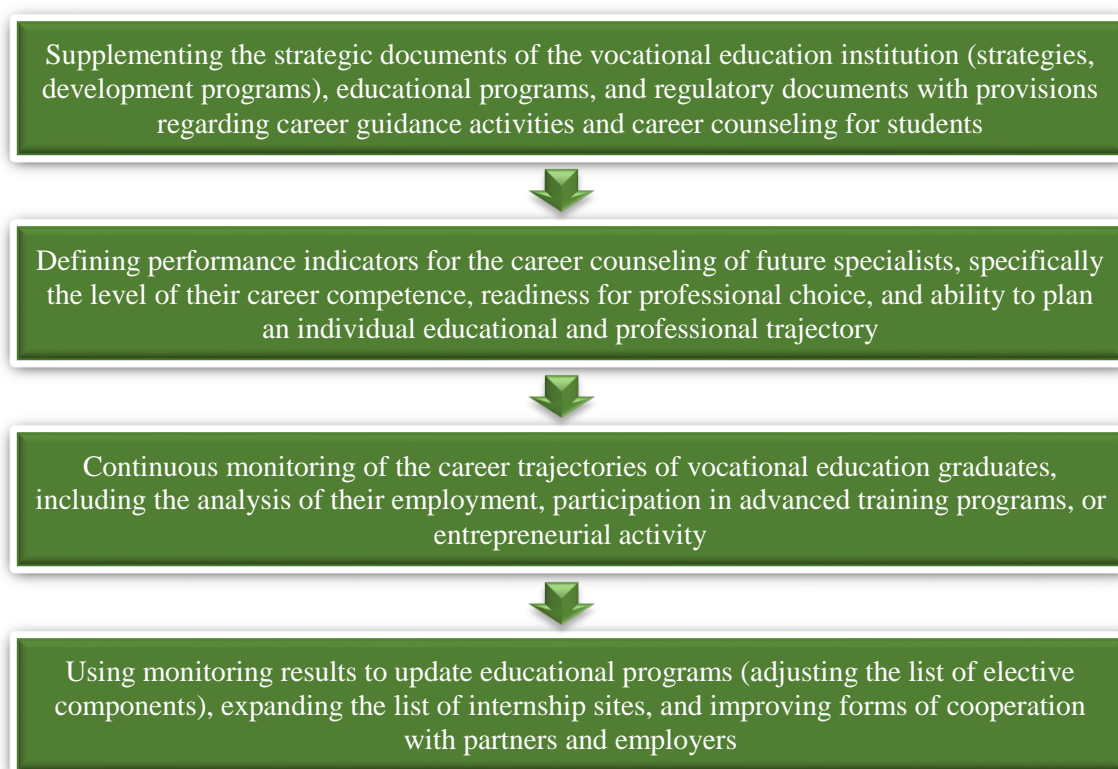 Supplementing the strategic documents of the vocational education institution (strategies,
development programs), educational programs, and regulatory documents with provisions
regarding career guidance activities and career counseling for students
Defining performance indicators for the career counseling of future specialists, specifically
the level of their career competence, readiness for professional choice, and ability to plan
an individual educational and professional trajectory
Continuous monitoring of the career trajectories of vocational education graduates,
including the analysis of their employment, participation in advanced training programs, or
entrepreneurial activity
Using monitoring results to update educational programs (adjusting the list of elective
components), expanding the list of internship sites, and improving forms of cooperation
with partners and employers